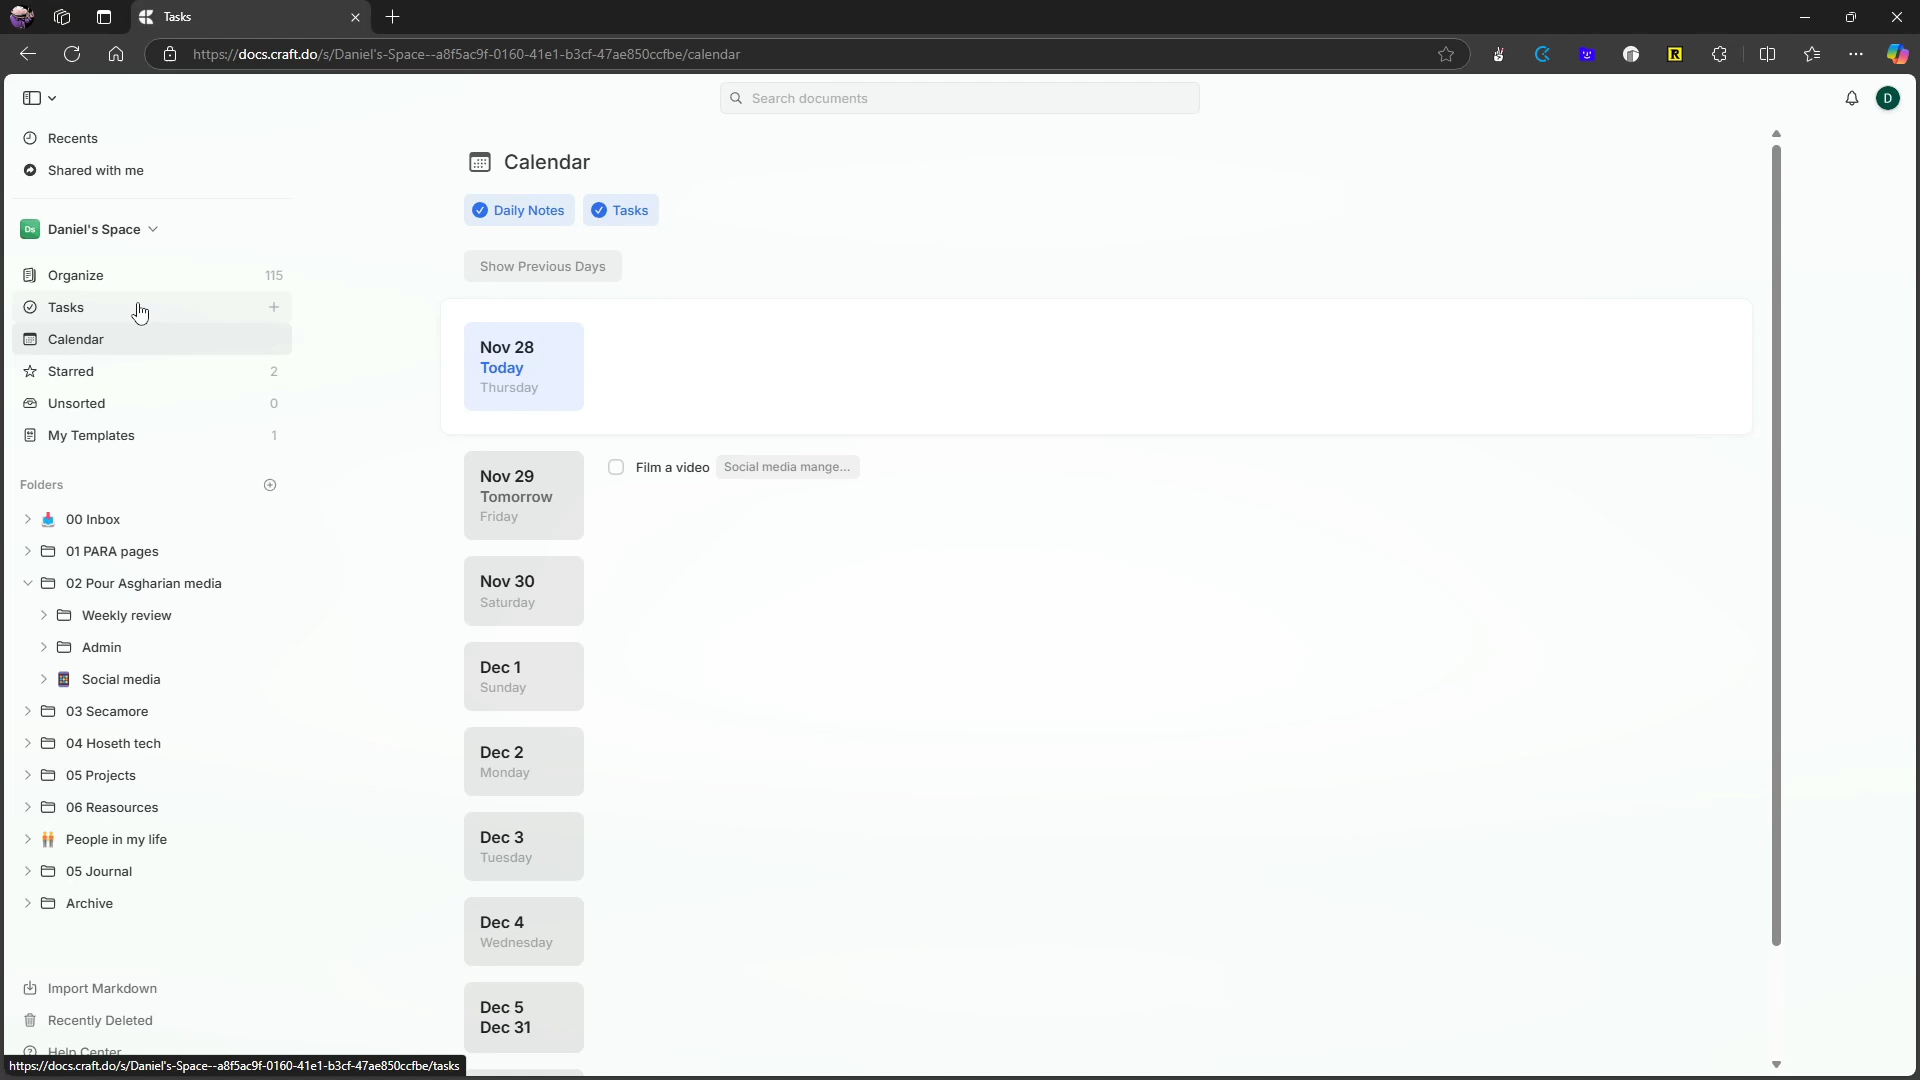 Tasks
https://docs.craft.do/s/Daniel's-Space--a8f5ac9f-0160-41e1-b3cf-47ae850ccfbe/calendar
Search documents
D
Recents
Shared with me
Ds Daniel's Space
Organize 115
Tasks
Calendar
Starred 2
Unsorted 0
My Templates 1
Folders
00 Inbox
01 PARA pages
02 Pour Asgharian media
Weekly review
Admin
Social media
03 Secamore
04 Hoseth tech
05 Projects
06 Reasources
People in my life
05 Journal
Archive
Import Markdown
Recently Deleted
Help Center
https://docs.craft.do/s/Daniel's-Space--a8f5ac9f-0160-41e1-b3cf-47ae850ccfbe/tasks
Calendar
Daily Notes Tasks
Show Previous Days
Nov 28
Today
Thursday
Nov 29
Tomorrow
Friday
Film a video Social media mange...
Nov 30
Saturday
Dec 1
Sunday
Dec 2
Monday
Dec 3
Tuesday
Dec 4
Wednesday
Dec 5
Dec 31